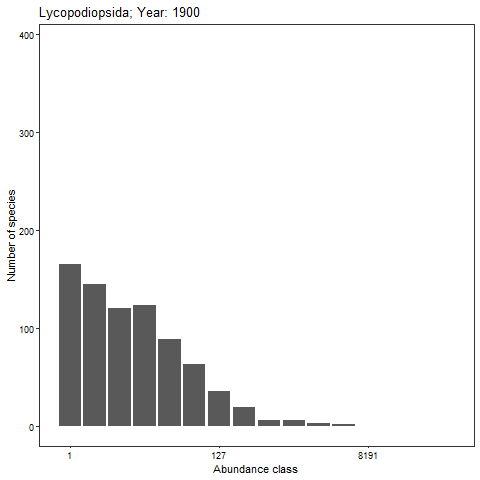 Lycopodiopsida; Year: 1900
400
300
200
100
0
Number of species
1 127 8191
Abundance class